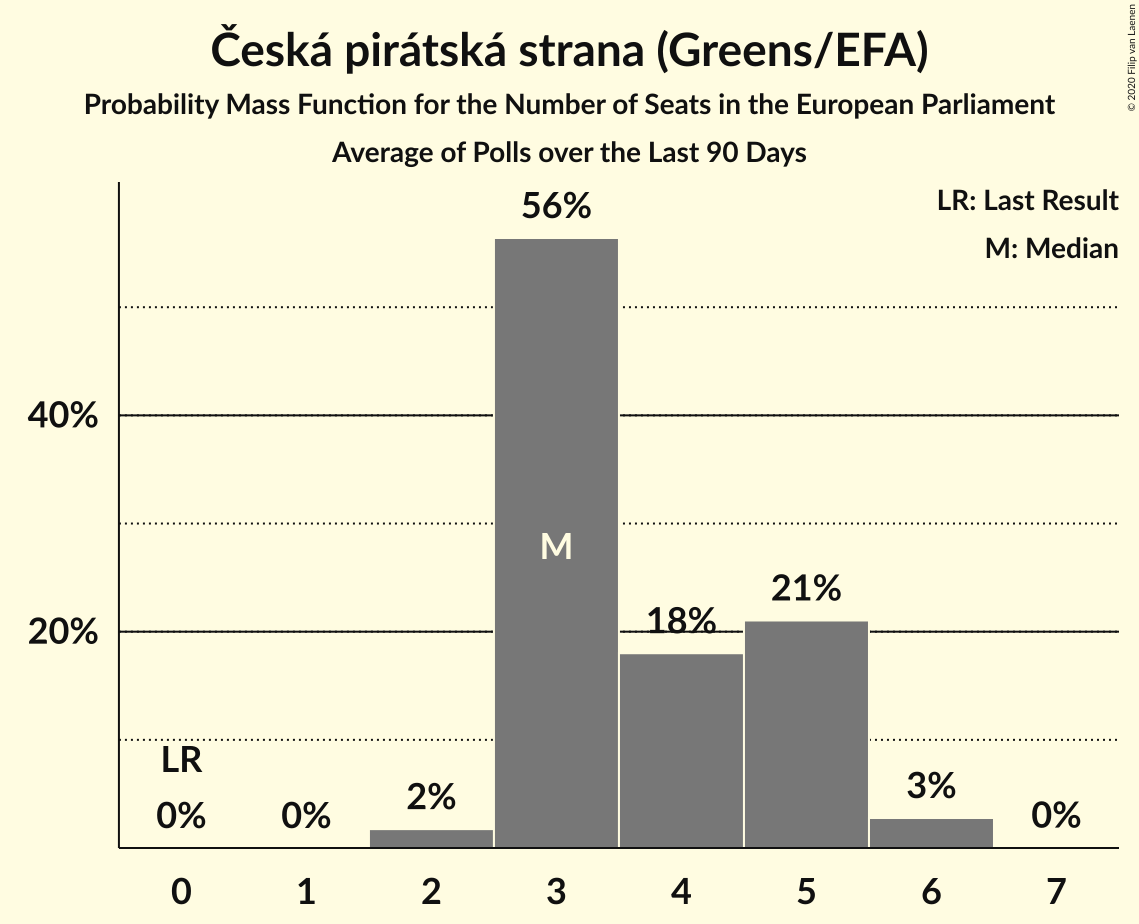 Česká pirátská strana (Greens/EFA)
Probability Mass Function for the Number of Seats in the European Parliament
Average of Polls over the Last 90 Days
© 2020 Filip van Laenen
LR: Last Result
M: Median
56%
40%
M
21%
18%
20%
LR
0%
0%
2%
3%
0%
0 1 2 3 4 5 6 7